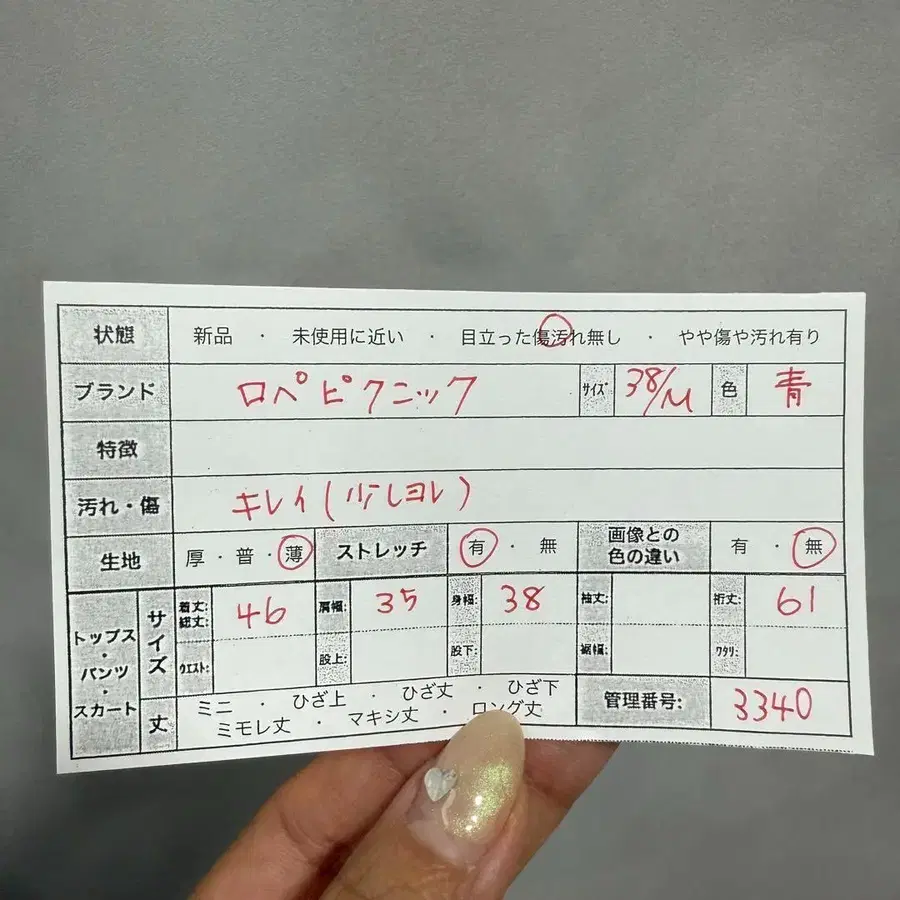 状態 新品 ・ 未使用に近い ・ 目立った傷汚れ無し ・ やや傷や汚れ有り
ブランド ロペピクニック サイズ 38/M 色 青
特徴
汚れ・傷 キレイ(少しヨレ)
生地 厚・普・薄 ストレッチ 有 ・ 無 画像との色の違い 有 ・ 無
トップス・パンツ・スカート
サイズ
着丈:総丈: 46 肩幅: 35 身幅: 38 袖丈: 裄丈: 61
ウエスト: 股上: 股下: 裾幅: ワタリ:
丈 ミニ ・ ひざ上 ・ ひざ丈 ・ ひざ下
ミモレ丈 ・ マキシ丈 ・ ロング丈
管理番号: 3340